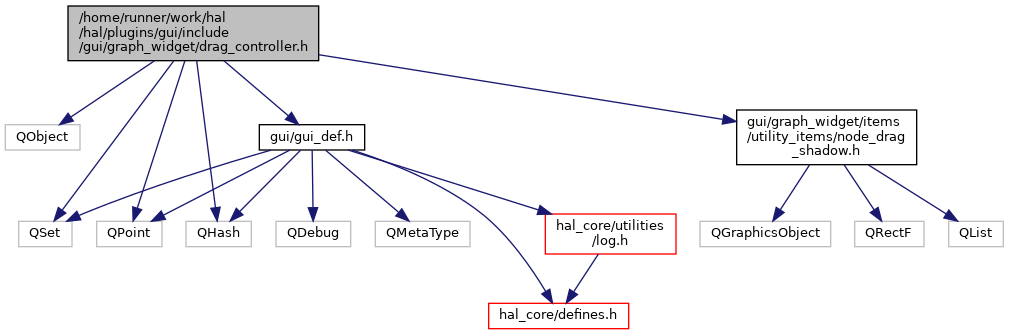 /home/runner/work/hal
/hal/plugins/gui/include
/gui/graph_widget/drag_controller.h
QObject
gui/gui_def.h
gui/graph_widget/items
/utility_items/node_drag
_shadow.h
QSet
QPoint
QHash
QDebug
QMetaType
hal_core/utilities
/log.h
QGraphicsObject
QRectF
QList
hal_core/defines.h